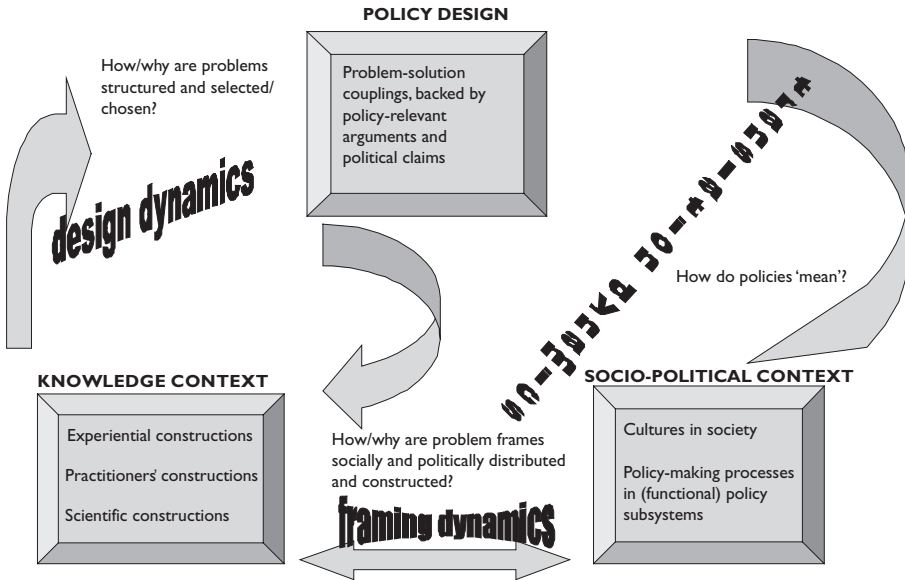 POLICY DESIGN
How/why are problems
structured and selected/
chosen?
Problem-solution
couplings, backed by
policy-relevant
arguments and
political claims
design dynamics
translation dynamics
How do policies ‘mean’?
KNOWLEDGE CONTEXT
Experiential constructions
Practitioners’ constructions
Scientific constructions
How/why are problem frames
socially and politically distributed
and constructed?
framing dynamics
SOCIO-POLITICAL CONTEXT
Cultures in society
Policy-making processes
in (functional) policy
subsystems